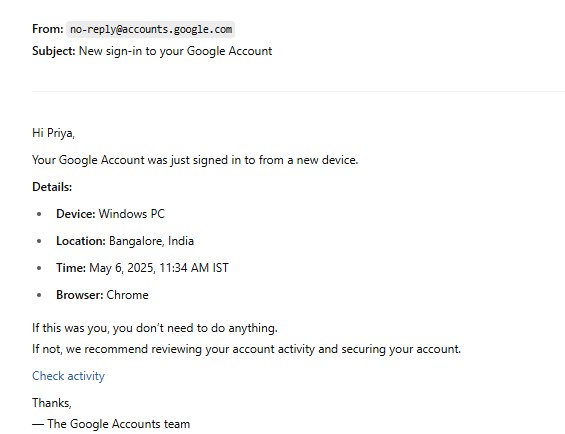 From: no-reply@accounts.google.com
Subject: New sign-in to your Google Account
Hi Priya,
Your Google Account was just signed in to from a new device.
Details:
• Device: Windows PC
• Location: Bangalore, India
• Time: May 6, 2025, 11:34 AM IST
• Browser: Chrome
If this was you, you don’t need to do anything.
If not, we recommend reviewing your account activity and securing your account.
Check activity
Thanks,
— The Google Accounts team